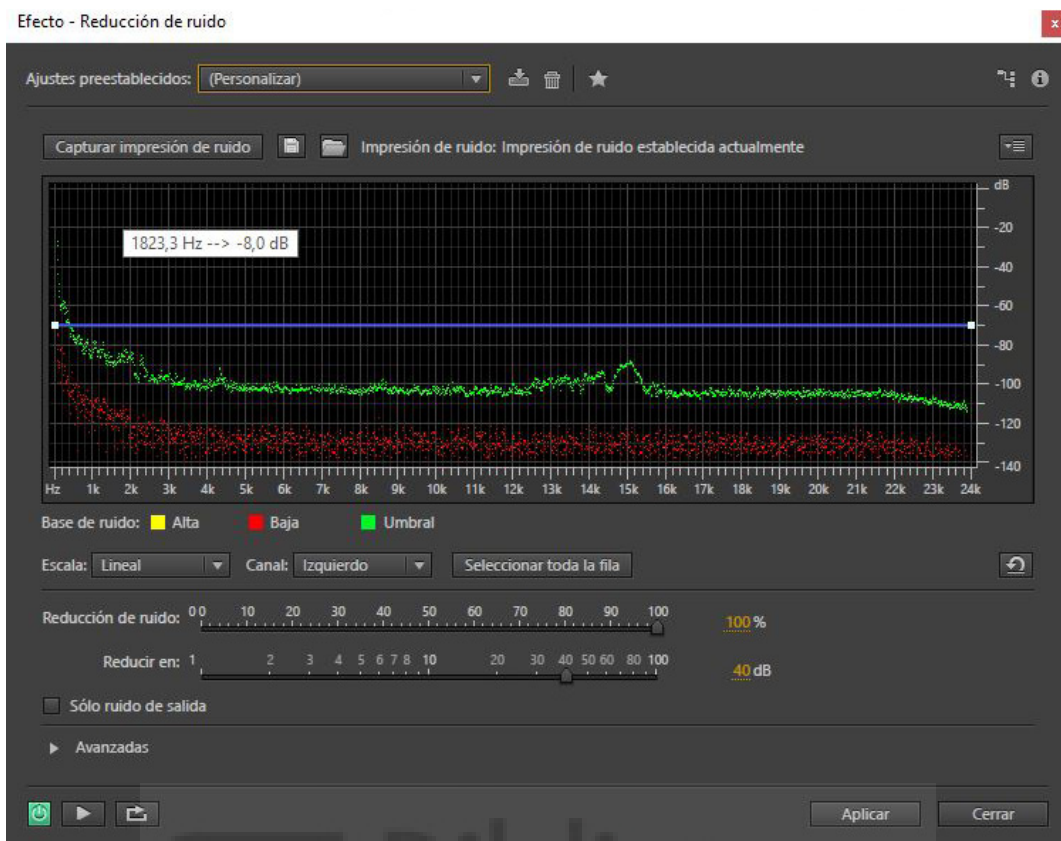 Efecto - Reducción de ruido
x
Ajustes preestablecidos: (Personalizar)
Capturar impresión de ruido Impresión de ruido: Impresión de ruido establecida actualmente
dB
1823,3 Hz --> -8,0 dB
-20
-40
-60
-80
-100
-120
-140
Hz 1k 2k 3k 4k 5k 6k 7k 8k 9k 10k 11k 12k 13k 14k 15k 16k 17k 18k 19k 20k 21k 22k 23k 24k
Base de ruido: Alta Baja Umbral
Escala: Lineal Canal: Izquierdo Seleccionar toda la fila
Reducción de ruido: 0 0 10 20 30 40 50 60 70 80 90 100 100 %
Reducir en: 1 2 3 4 5 6 7 8 10 20 30 40 50 60 80 100 40 dB
Sólo ruido de salida
Avanzadas
Aplicar Cerrar